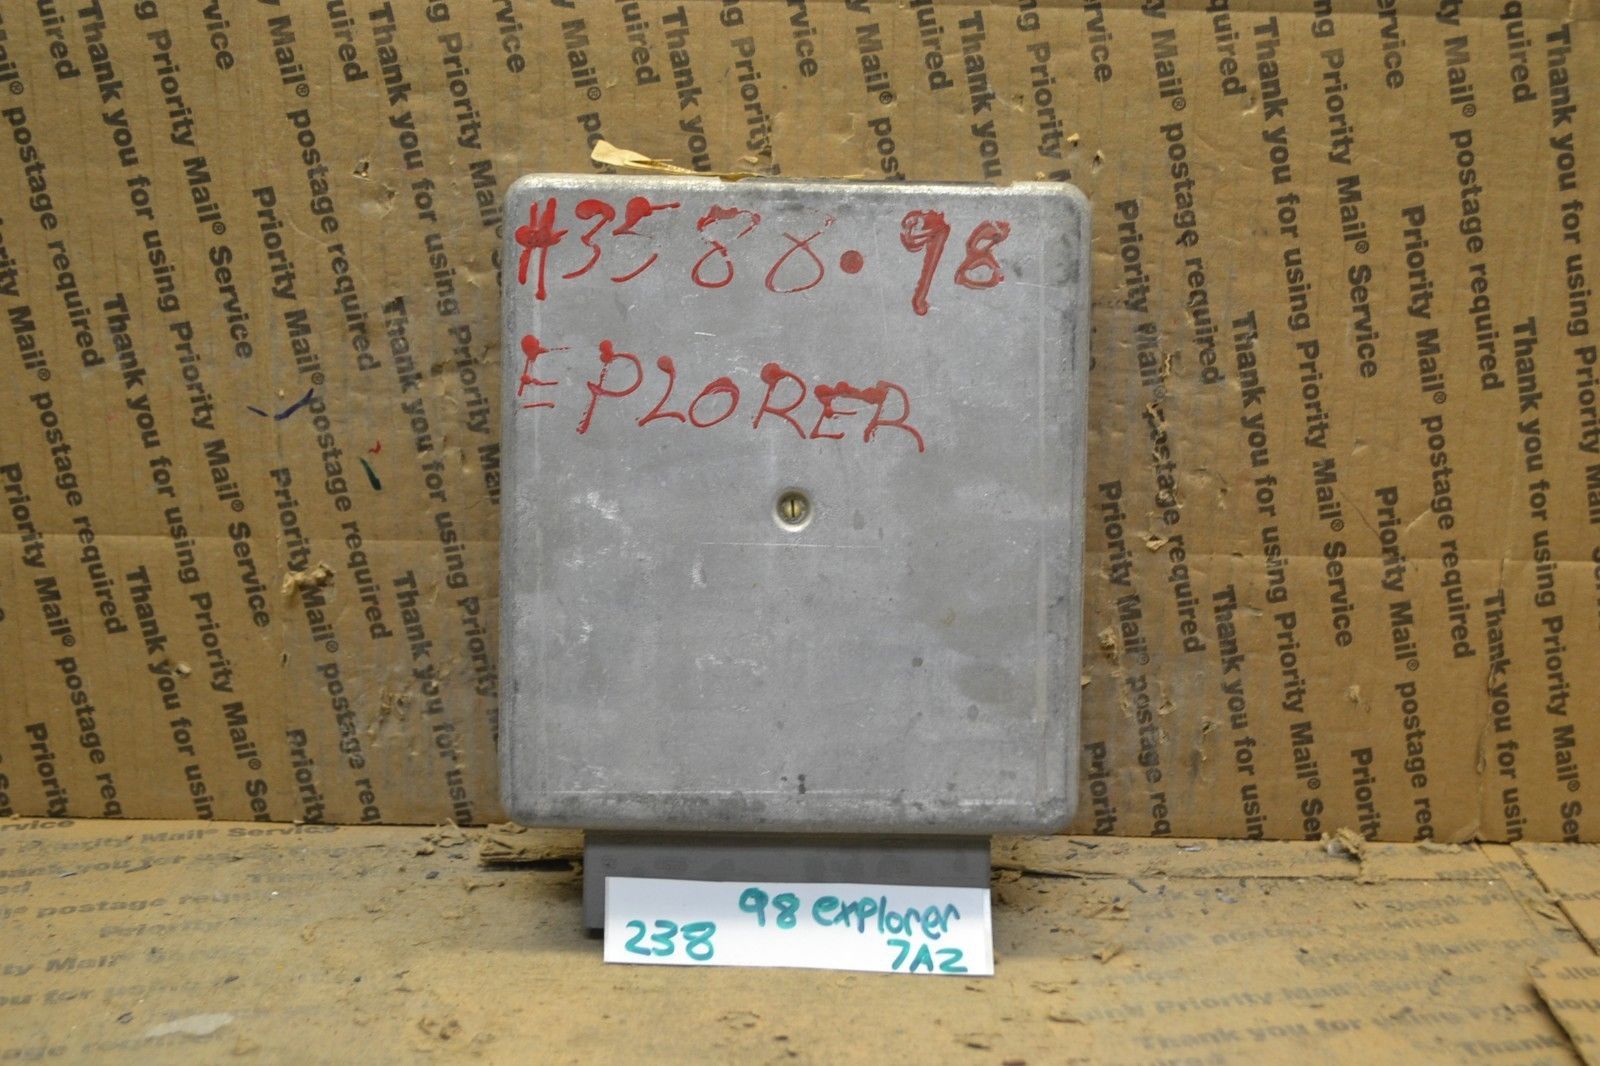 #3588.98
EPLORER
98 explorer
238 7A2
Thank you for using Priority Mail® Service
Priority Mail® postage required